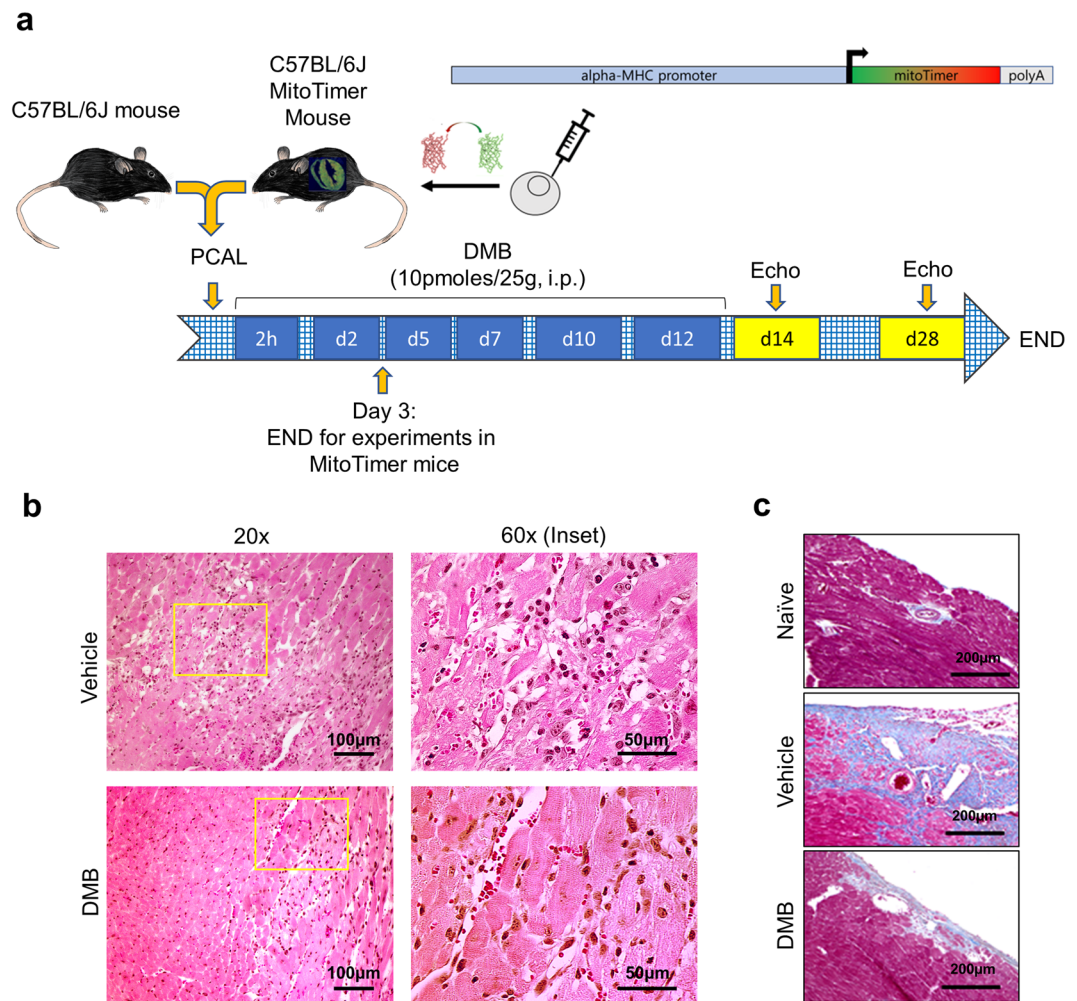 a
C57BL/6J mouse
C57BL/6J
MitoTimer
Mouse
alpha-MHC promoter
mitoTimer
polyA
PCAL
DMB
(10pmoles/25g, i.p.)
Echo
Echo
2h
d2
d5
d7
d10
d12
d14
d28
END
Day 3:
END for experiments in
MitoTimer mice
b
20x
60x (Inset)
Vehicle
100µm
50µm
DMB
100µm
50µm
c
Naïve
200µm
Vehicle
200µm
DMB
200µm